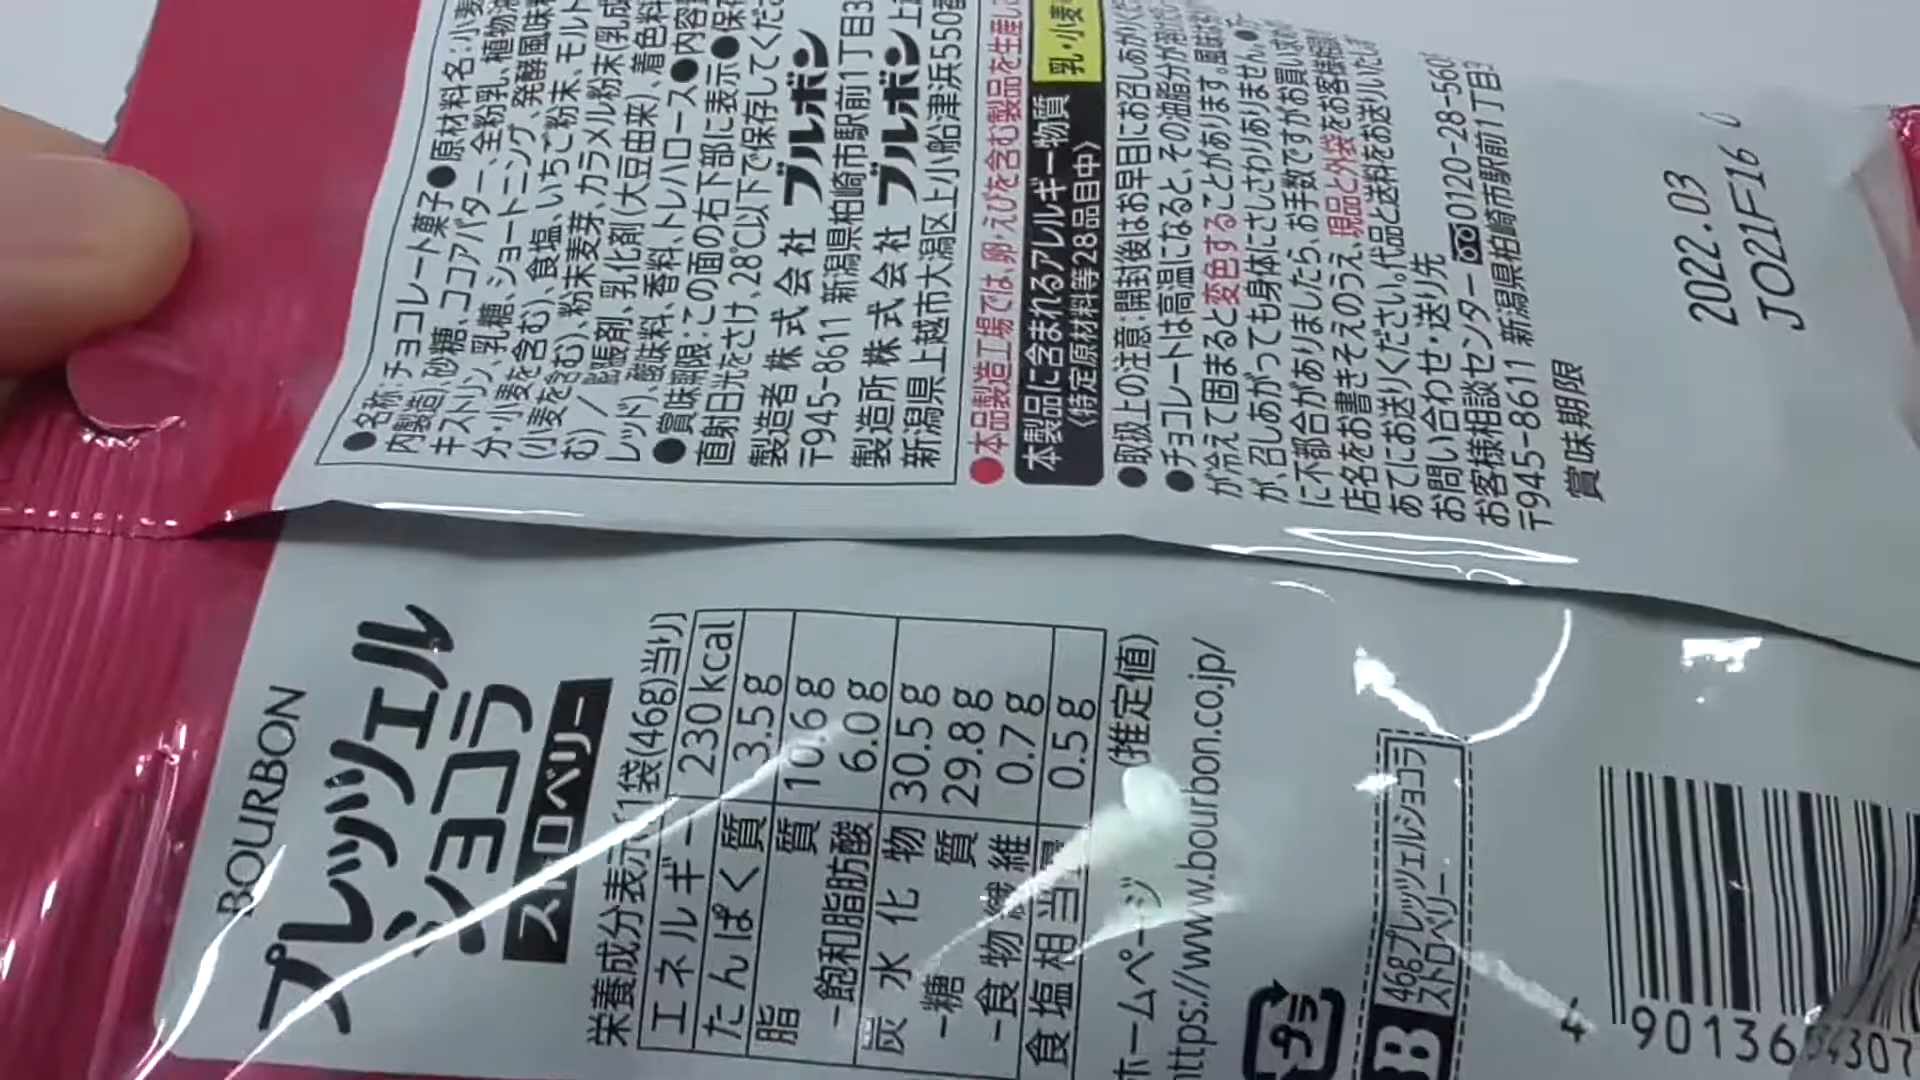 ●名称:チョコレート菓子●原材料名:小麦
内製造)、砂糖、ココアバター、全粉乳、植物油
キストリン、乳糖、ショートニング、発酵風味料
分・小麦を含む)、食塩、いちご粉末、モルト
(小麦を含む)、粉末麦芽、カラメル粉末(乳成
む) / 膨脹剤、乳化剤(大豆由来)、着色料
レッド)、酸味料、香料、トレハロース●内容量
●賞味期限:この面の右下部に表示●保存
直射日光をさけ、28℃以下で保存してくだ
製造者 株式会社 ブルボン
〒945-8611 新潟県柏崎市駅前1丁目3
製造所 株式会社 ブルボン 上越
新潟県上越市大潟区上小船津浜550番
●本品製造工場では、卵・えびを含む製品を生産し
本製品に含まれるアレルギー物質
〈特定原材料等28品目中〉
乳・小麦
●取扱上の注意:開封後はお早目にお召しあがりくだ
●チョコレートは高温になると、その油脂分が溶け
が冷えて固まると変色することがあります。風味は
が、召しあがっても身体にさしさわりありません。●
に不都合がありましたら、お手数ですがお買い求め
店名をお書きそえのうえ、現品と外袋をお客様相談
あてにお送りください。代品と送料をお送りいたしま
お問い合わせ・送り先
お客様相談センター 0120-28-560
〒945-8611 新潟県柏崎市駅前1丁目3
賞味期限
2022.03
JO21F16
BOURBON
プレッツェル
ショコラ
ストロベリー
栄養成分表示(1袋(46g)当り)
エネルギー 230kcal
たんぱく質 3.5g
脂質 10.6g
-飽和脂肪酸 6.0g
炭水化物 30.5g
-糖質 29.8g
-食物繊維 0.7g
食塩相当量 0.5g
(推定値)
ホームページ
https://www.bourbon.co.jp/
プラ
B 46gプレッツェルショコラ
ストロベリー
4 901360 34307